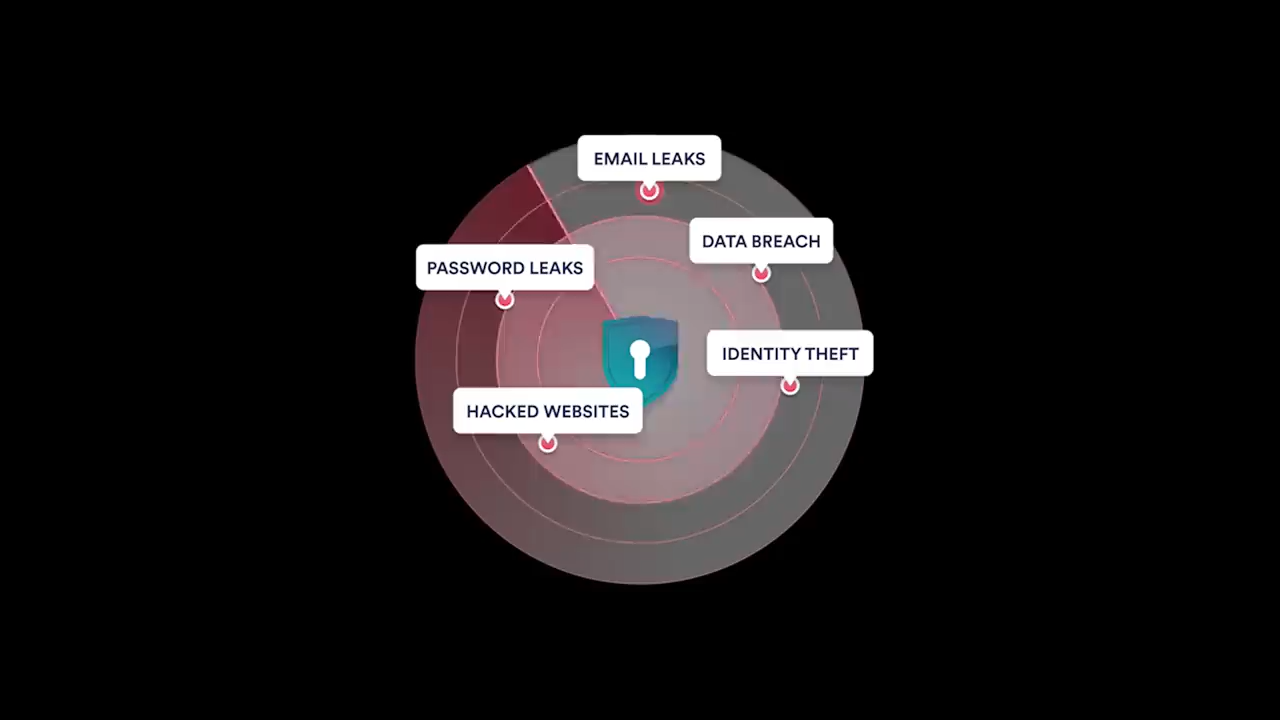 EMAIL LEAKS
DATA BREACH
PASSWORD LEAKS
IDENTITY THEFT
HACKED WEBSITES